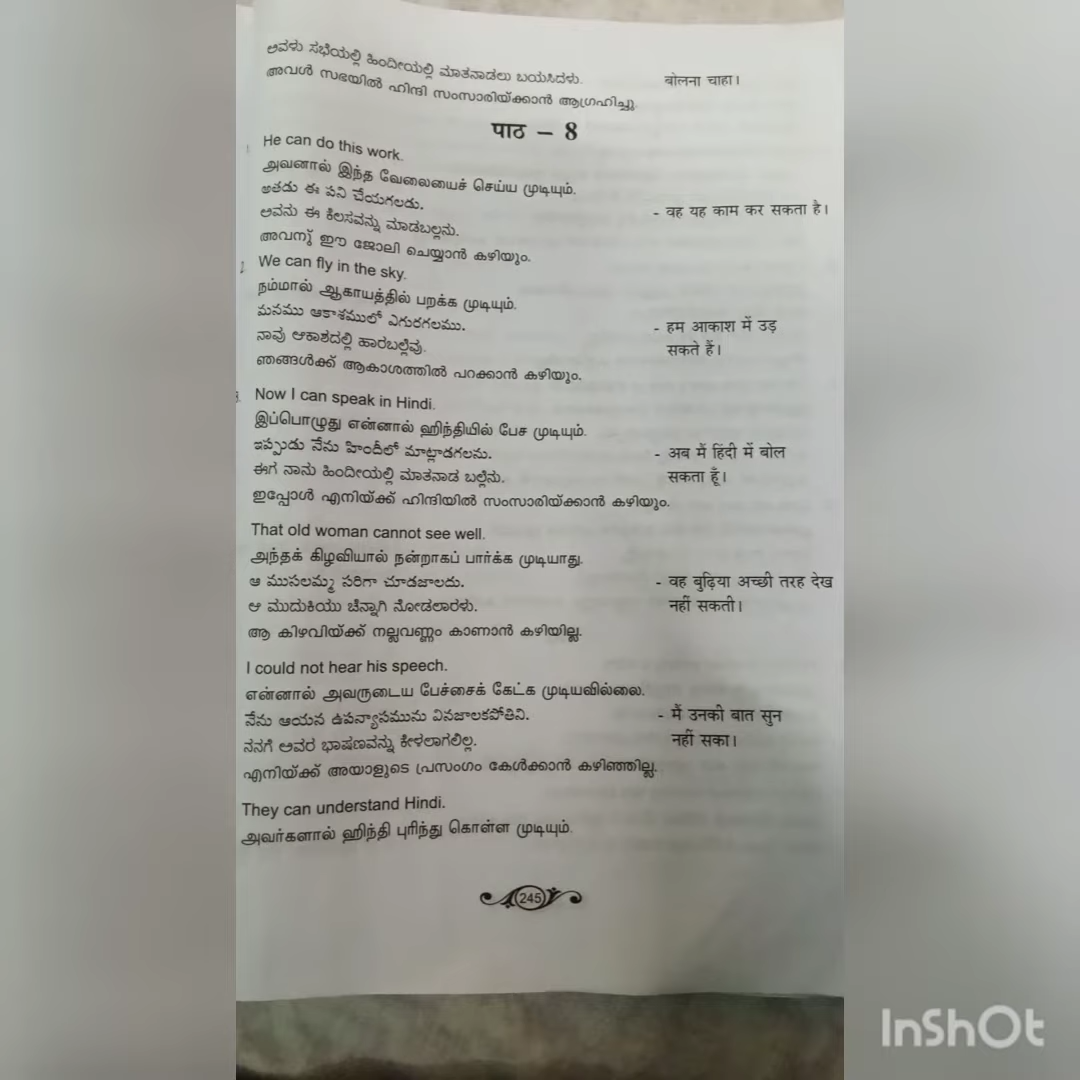 ಅವಳು ಸಭೆಯಲ್ಲಿ ಹಿಂದೀಯಲ್ಲಿ ಮಾತನಾಡಲು ಬಯಸಿದಳು.
बोलना चाहा।
അവൾ സഭയിൽ ഹിന്ദി സംസാരിയ്ക്കാൻ ആഗ്രഹിച്ചു.
पाठ – 8
He can do this work.
அவனால் இந்த வேலையைச் செய்ய முடியும்.
అతడు ఈ పని చేయగలడు.
- वह यह काम कर सकता है।
ಅವನು ಈ ಕೆಲಸವನ್ನು ಮಾಡಬಲ್ಲನು.
അവനു് ഈ ജോലി ചെയ്യാൻ കഴിയും.
2. We can fly in the sky.
நம்மால் ஆகாயத்தில் பறக்க முடியும்.
మనము ఆకాశములో ఎగురగలము.
- हम आकाश में उड़
ನಾವು ಆಕಾಶದಲ್ಲಿ ಹಾರಬಲ್ಲೆವು.
सकते हैं।
ഞങ്ങൾക്ക് ആകാശത്തിൽ പറക്കാൻ കഴിയും.
Now I can speak in Hindi.
இப்பொழுது என்னால் ஹிந்தியில் பேச முடியும்.
ఇప్పుడు నేను హిందీలో మాట్లాడగలను.
- अब मैं हिंदी में बोल
ಈಗ ನಾನು ಹಿಂದೀಯಲ್ಲಿ ಮಾತನಾಡ ಬಲ್ಲೆನು.
सकता हूँ।
ഇപ്പോൾ എനിയ്ക്ക് ഹിന്ദിയിൽ സംസാരിയ്ക്കാൻ കഴിയും.
That old woman cannot see well.
அந்தக் கிழவியால் நன்றாகப் பார்க்க முடியாது.
ఆ ముసలమ్మ సరిగా చూడజాలదు.
- वह बुढ़िया अच्छी तरह देख
ಆ ಮುದುಕಿಯು ಚೆನ್ನಾಗಿ ನೋಡಲಾರಳು.
नहीं सकती।
ആ കിഴവിയ്ക്ക് നല്ലവണ്ണം കാണാൻ കഴിയില്ല.
I could not hear his speech.
என்னால் அவருடைய பேச்சைக் கேட்க முடியவில்லை.
నేను ఆయన ఉపన్యాసమును వినజాలకపోతిని.
- मैं उनकी बात सुन
ನನಗೆ ಅವರ ಭಾಷಣವನ್ನು ಕೇಳಲಾಗಲಿಲ್ಲ.
नहीं सका।
എനിയ്ക്ക് അയാളുടെ പ്രസംഗം കേൾക്കാൻ കഴിഞ്ഞില്ല.
They can understand Hindi.
அவர்களால் ஹிந்தி புரிந்து கொள்ள முடியும்.
245
InShOt